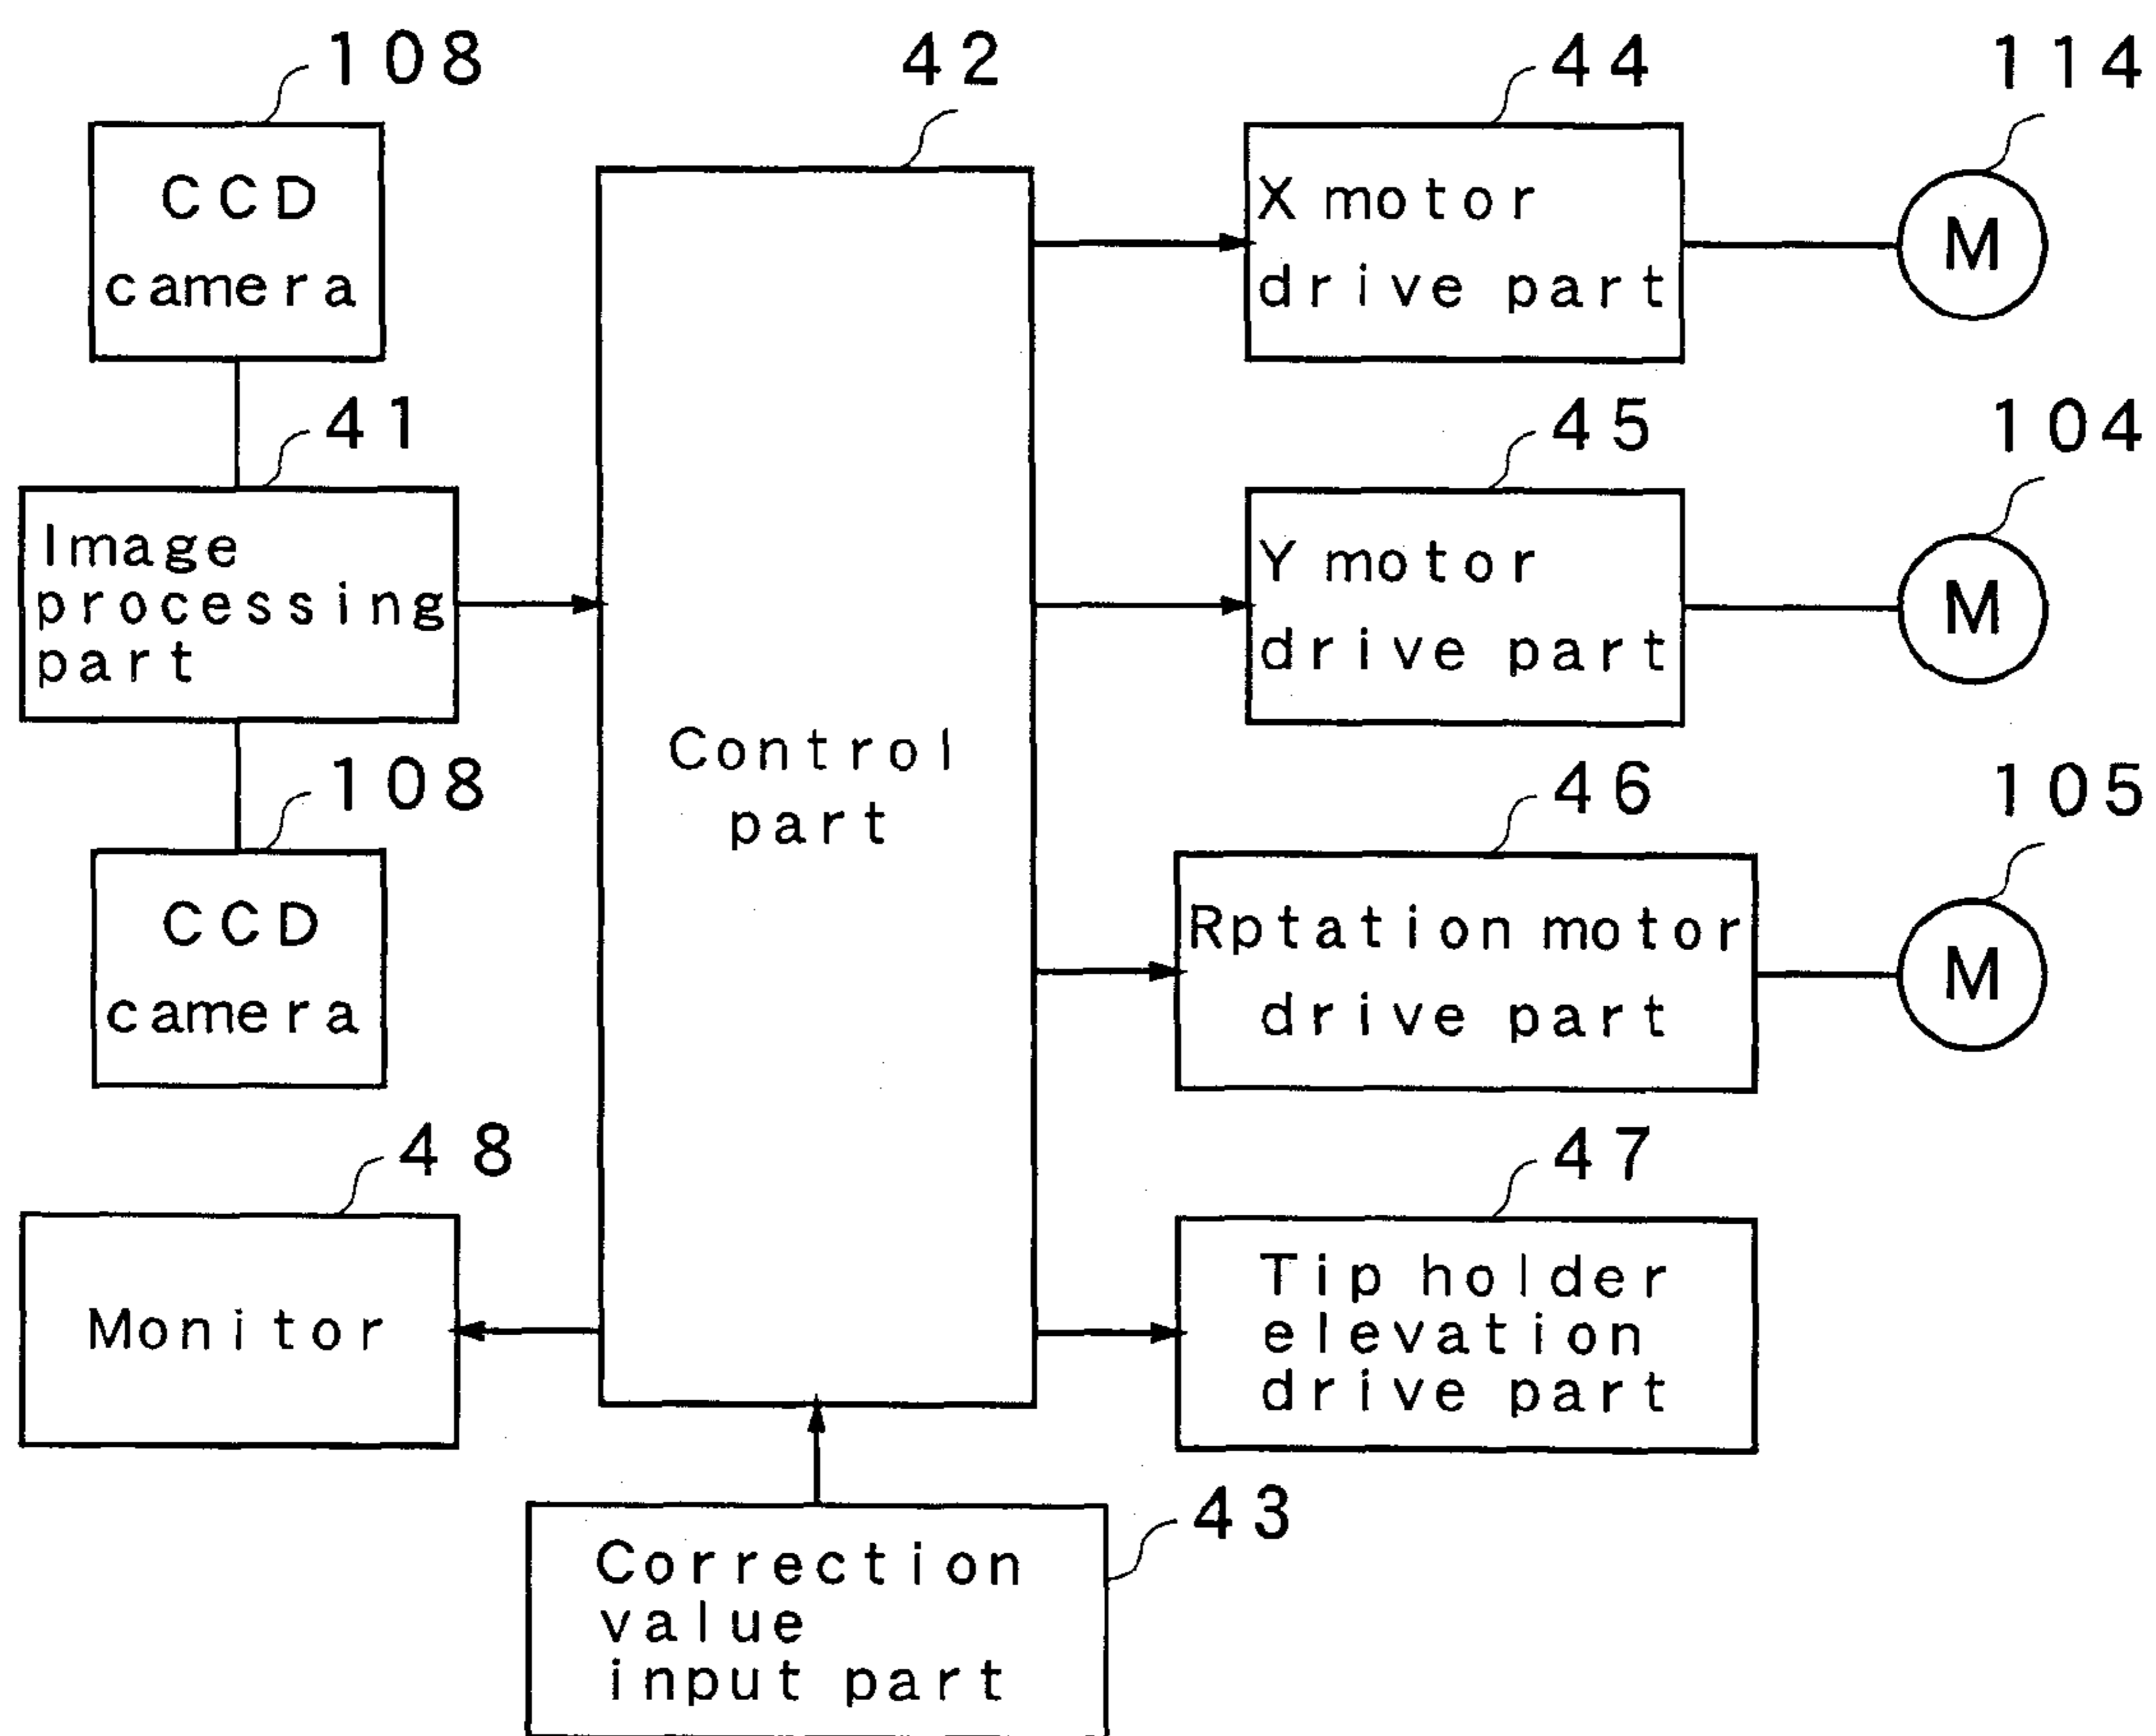 108
CCD
camera
41
Image
processing
part
108
CCD
camera
48
Monitor
42
Control
part
43
Correction
value
input part
44
X motor
drive part
114
M
45
Y motor
drive part
104
M
46
Rptation motor
drive part
105
M
47
Tip holder
elevation
drive part